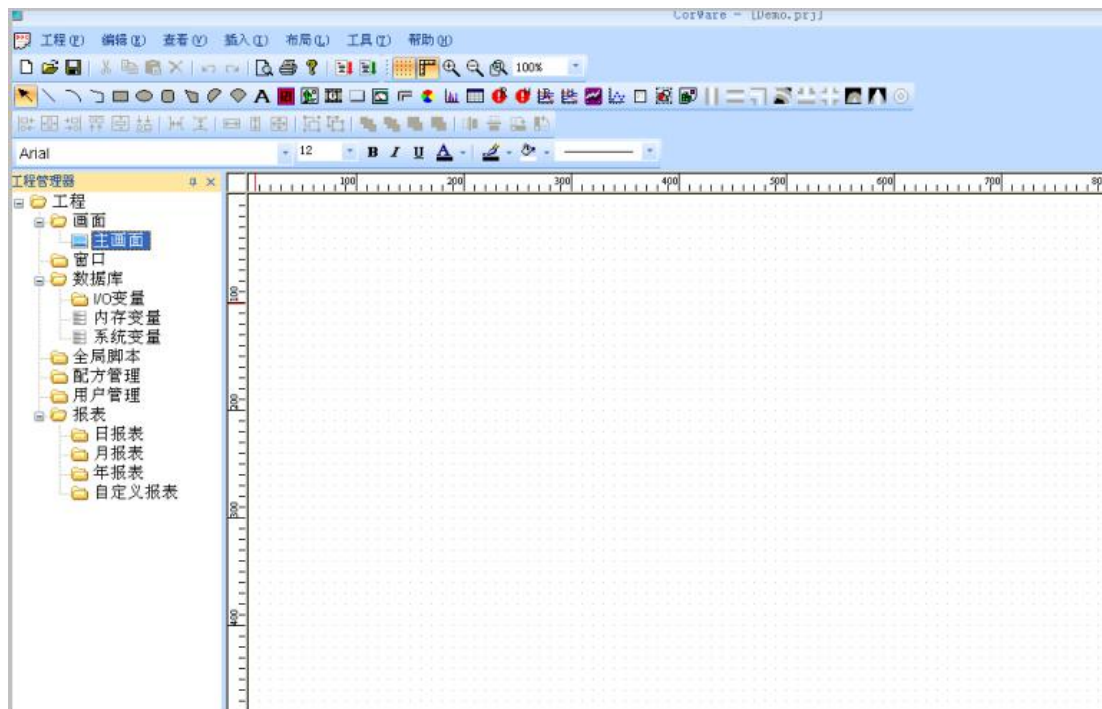 CorWare - [Demo.prj]
工程(P) 编辑(E) 查看(V) 插入(I) 布局(L) 工具(T) 帮助(H)
100%
A
Arial 12 B I U A
工程管理器
100 200 300 400 500 600 700 80
工程
画面
主画面
窗口
数据库
I/O变量
内存变量
系统变量
全局脚本
配方管理
用户管理
报表
日报表
月报表
年报表
自定义报表
100
200
300
400